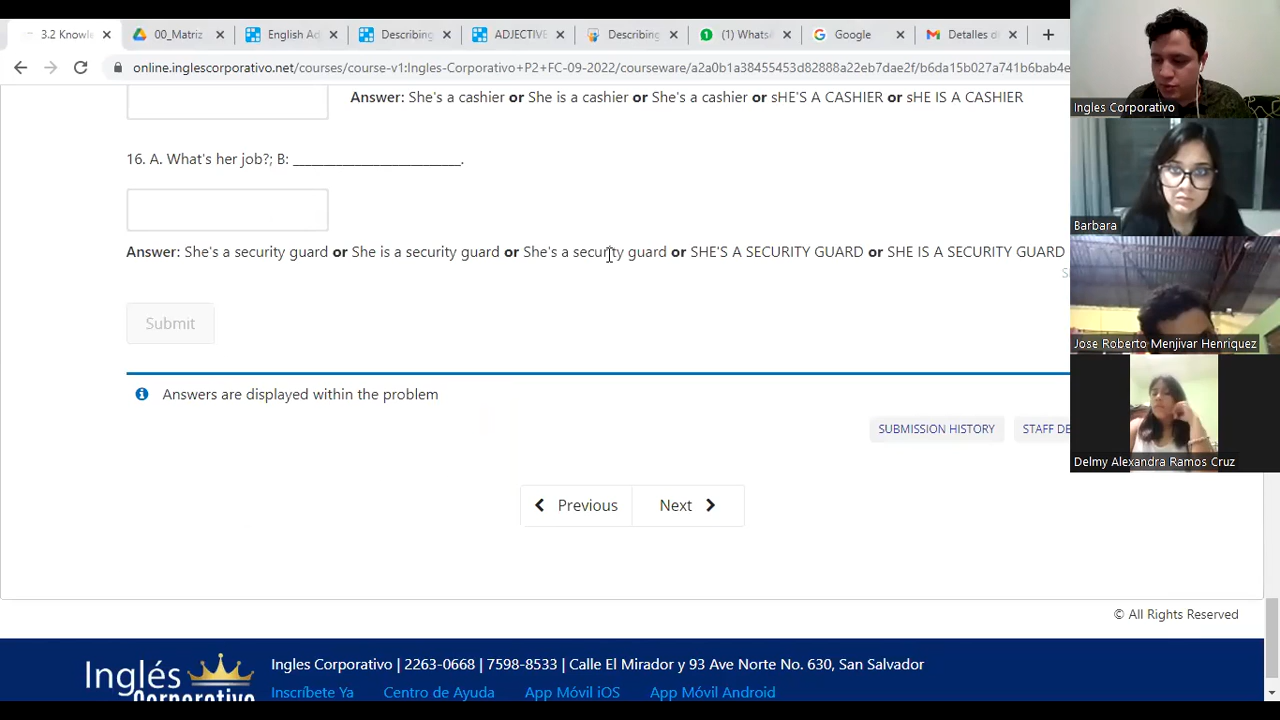 3.2 Knowle
00_Matriz
English Ad
Describing
ADJECTIVE
Describing
(1) Whats
Google
Detalles d
online.inglescorporativo.net/courses/course-v1:Ingles-Corporativo+P2+FC-09-2022/courseware/a2a0b1a38455453d82888a22eb7dae2f/b6da15b027a741b6bab4e
Ingles Corporativo
Answer: She's a cashier or She is a cashier or She's a cashier or sHE'S A CASHIER or sHE IS A CASHIER
16. A. What's her job?; B: ________________________.
Barbara
Answer: She's a security guard or She is a security guard or She's a security guard or SHE'S A SECURITY GUARD or SHE IS A SECURITY GUARD
Submit
Jose Roberto Menjivar Henriquez
Answers are displayed within the problem
SUBMISSION HISTORY
STAFF DE
Delmy Alexandra Ramos Cruz
Previous
Next
© All Rights Reserved
Inglés Corporativo
Ingles Corporativo | 2263-0668 | 7598-8533 | Calle El Mirador y 93 Ave Norte No. 630, San Salvador
Inscríbete Ya
Centro de Ayuda
App Móvil iOS
App Móvil Android